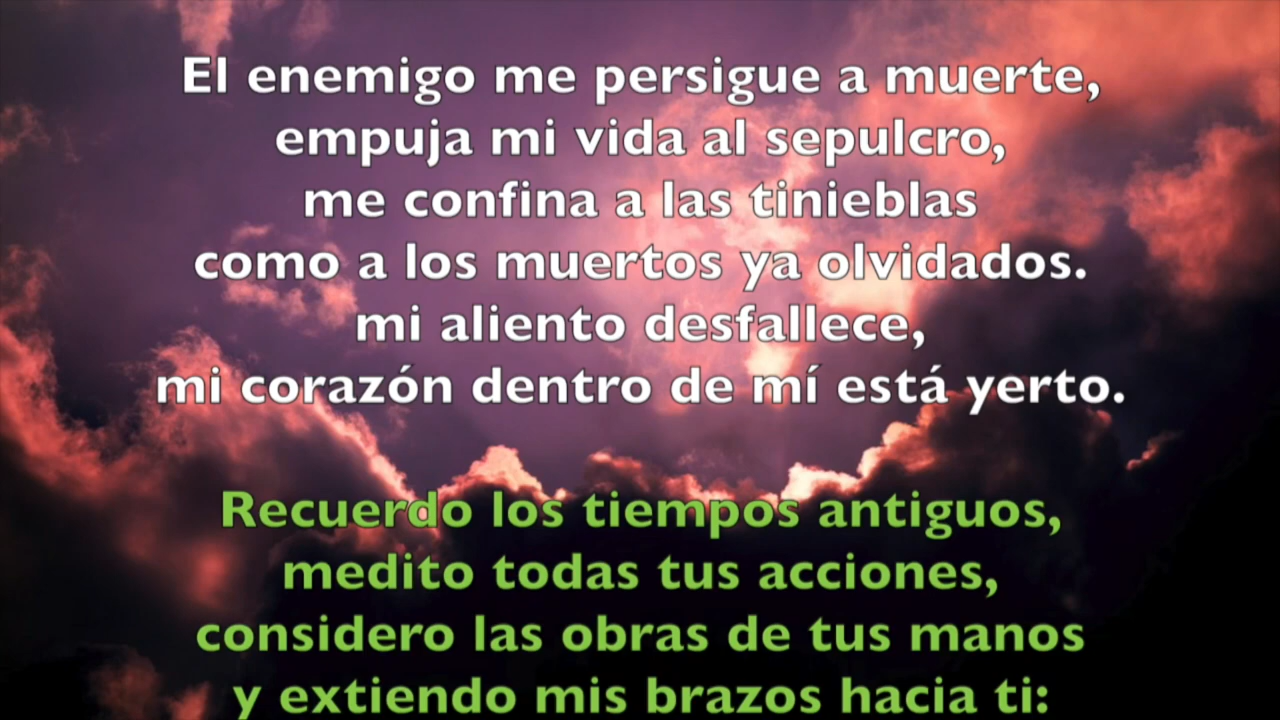 El enemigo me persigue a muerte,
empuja mi vida al sepulcro,
me confina a las tinieblas
como a los muertos ya olvidados.
mi aliento desfallece,
mi corazón dentro de mí está yerto.
Recuerdo los tiempos antiguos,
medito todas tus acciones,
considero las obras de tus manos
y extiendo mis brazos hacia ti: